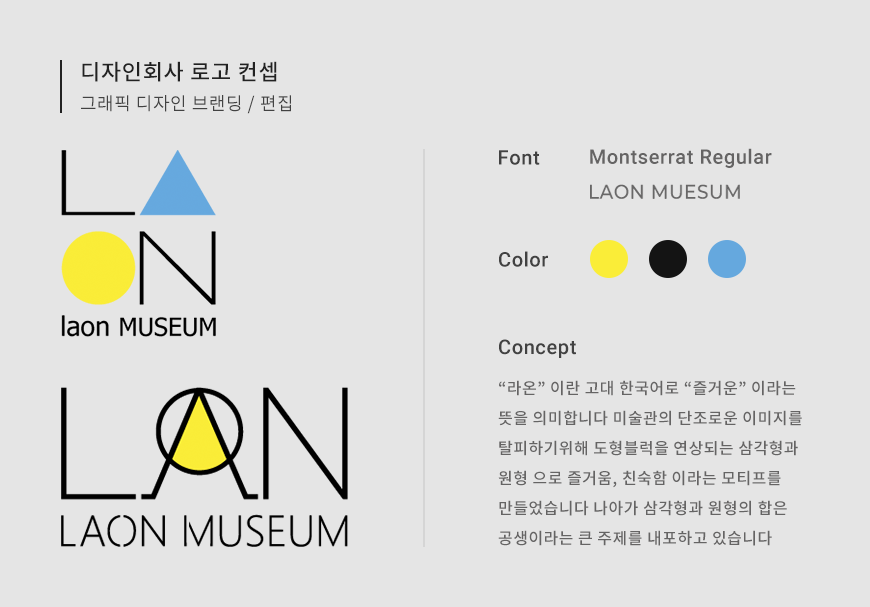 디자인회사 로고 컨셉
그래픽 디자인 브랜딩 / 편집
LA
ON
laon MUSEUM
LAON
LAON MUSEUM
Font
Montserrat Regular
LAON MUESUM
Color
Concept
“라온” 이란 고대 한국어로 “즐거운” 이라는
뜻을 의미합니다 미술관의 단조로운 이미지를
탈피하기위해 도형블럭을 연상되는 삼각형과
원형 으로 즐거움, 친숙함 이라는 모티프를
만들었습니다 나아가 삼각형과 원형의 합은
공생이라는 큰 주제를 내포하고 있습니다